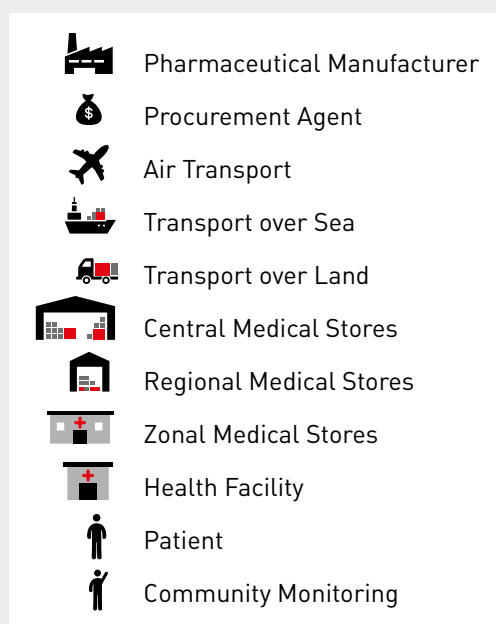 Pharmaceutical Manufacturer
$
Procurement Agent
Air Transport
Transport over Sea
Transport over Land
Central Medical Stores
Regional Medical Stores
Zonal Medical Stores
Health Facility
Patient
Community Monitoring